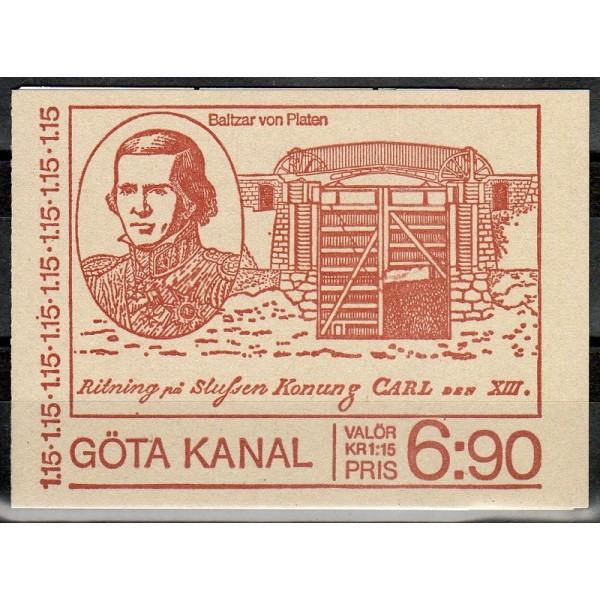 Baltzar von Platen
Ritning på Slussen Konung CARL DEN XIII.
1.15·1.15·1.15·1.15·1.15·1.15·1.15
GÖTA KANAL
VALÖR
KR1:15
PRIS
6:90